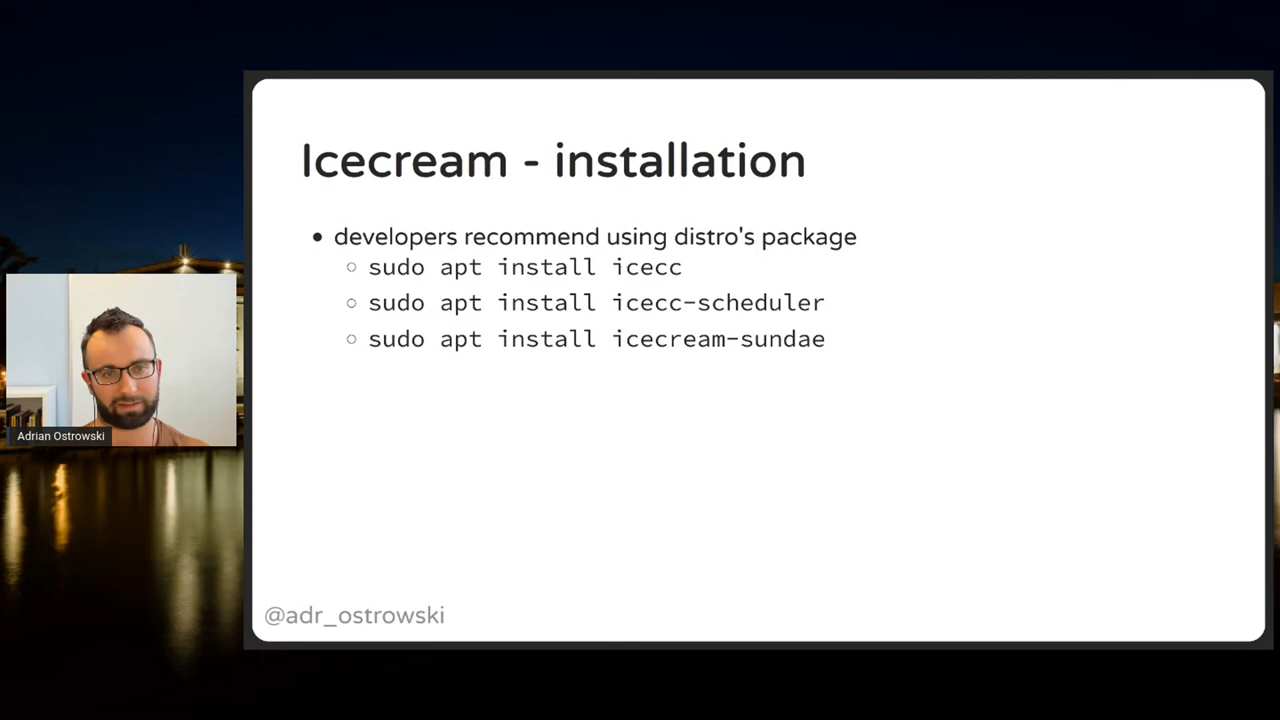 Icecream - installation
• developers recommend using distro's package
○ sudo apt install icecc
○ sudo apt install icecc-scheduler
○ sudo apt install icecream-sundae
Adrian Ostrowski
@adr_ostrowski